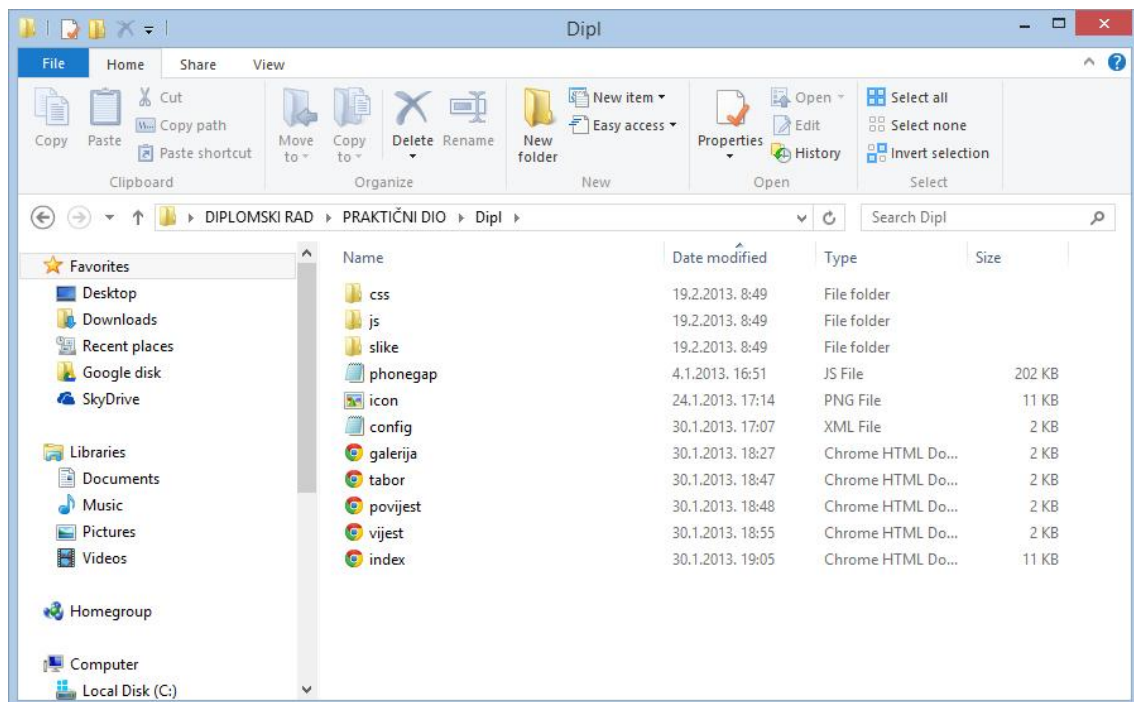 Dipl
File Home Share View
Copy Paste Cut Copy path Paste shortcut
Clipboard
Move to Copy to Delete Rename
Organize
New folder New item Easy access
New
Properties Open Edit History
Open
Select all Select none Invert selection
Select
DIPLOMSKI RAD PRAKTIČNI DIO Dipl Search Dipl
Favorites
Desktop
Downloads
Recent places
Google disk
SkyDrive
Libraries
Documents
Music
Pictures
Videos
Homegroup
Computer
Local Disk (C:)
Name Date modified Type Size
css 19.2.2013. 8:49 File folder
js 19.2.2013. 8:49 File folder
slike 19.2.2013. 8:49 File folder
phonegap 4.1.2013. 16:51 JS File 202 KB
icon 24.1.2013. 17:14 PNG File 11 KB
config 30.1.2013. 17:07 XML File 2 KB
galerija 30.1.2013. 18:27 Chrome HTML Do... 2 KB
tabor 30.1.2013. 18:47 Chrome HTML Do... 2 KB
povijest 30.1.2013. 18:48 Chrome HTML Do... 2 KB
vijest 30.1.2013. 18:55 Chrome HTML Do... 2 KB
index 30.1.2013. 19:05 Chrome HTML Do... 11 KB